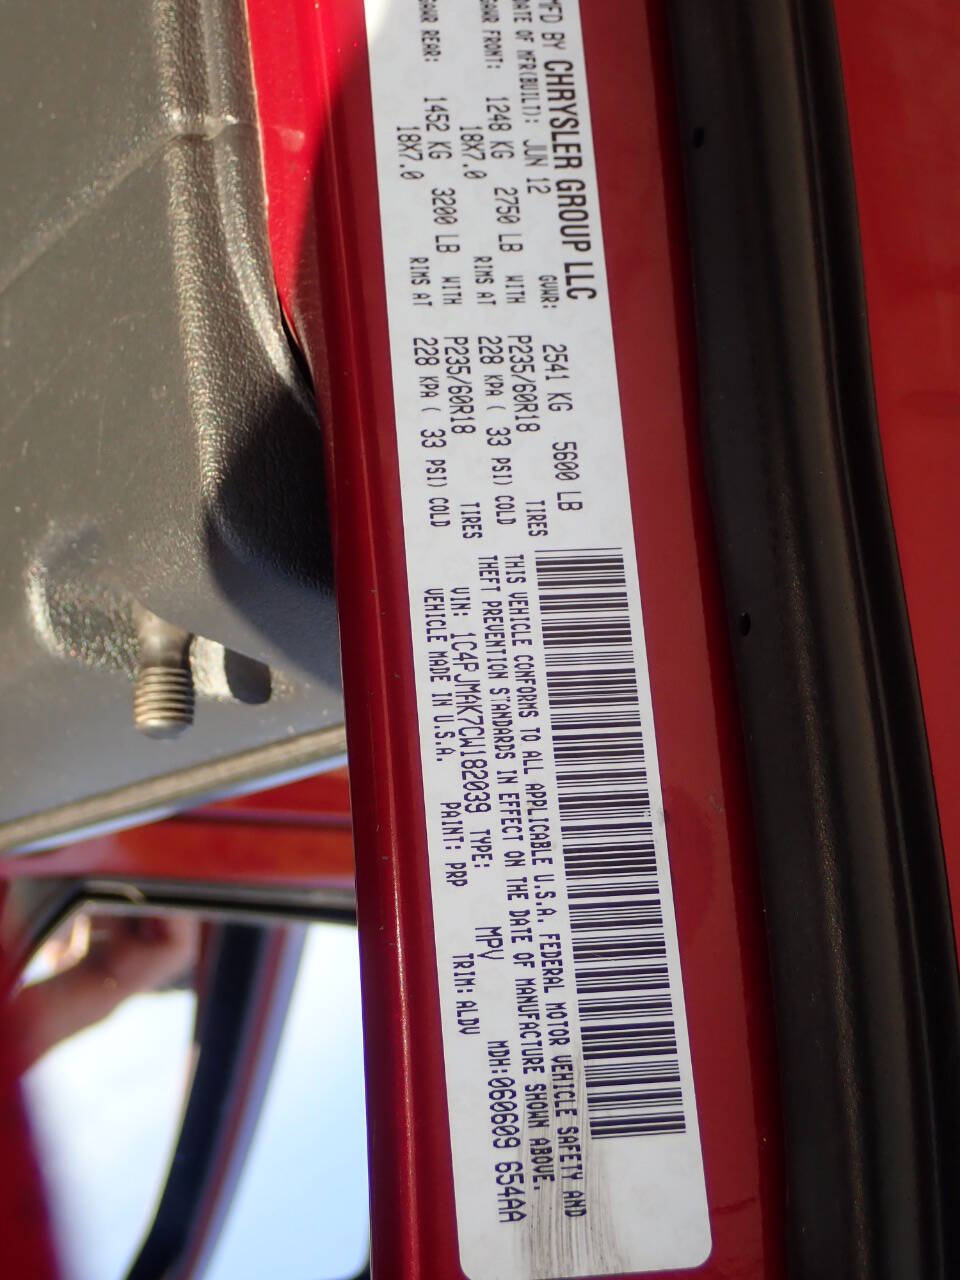 MFD BY CHRYSLER GROUP LLC
DATE OF MFR(BUILT): JUN 12 GVWR: 2541 KG 5600 LB
GAWR FRONT: 1248 KG 2750 LB WITH P235/60R18 TIRES
18X7.0 RIMS AT 228 KPA ( 33 PSI) COLD
GAWR REAR: 1452 KG 3200 LB WITH P235/60R18 TIRES
18X7.0 RIMS AT 228 KPA ( 33 PSI) COLD
THIS VEHICLE CONFORMS TO ALL APPLICABLE U.S.A. FEDERAL MOTOR VEHICLE SAFETY AND
THEFT PREVENTION STANDARDS IN EFFECT ON THE DATE OF MANUFACTURE SHOWN ABOVE.
VIN: 1C4PJMAK7CW182039 TYPE: MPV MDH:060609 654AA
VEHICLE MADE IN U.S.A. PAINT: PRP TRIM: ALDV